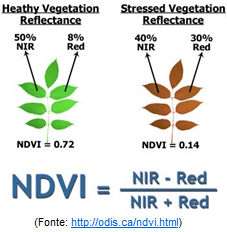 Heathy Vegetation
Reflectance
50%
NIR
8%
Red
NDVI = 0.72
Stressed Vegetation
Reflectance
40%
NIR
30%
Red
NDVI = 0.14
NDVI = NIR - Red
NIR + Red
(Fonte: http://odis.ca/ndvi.html)